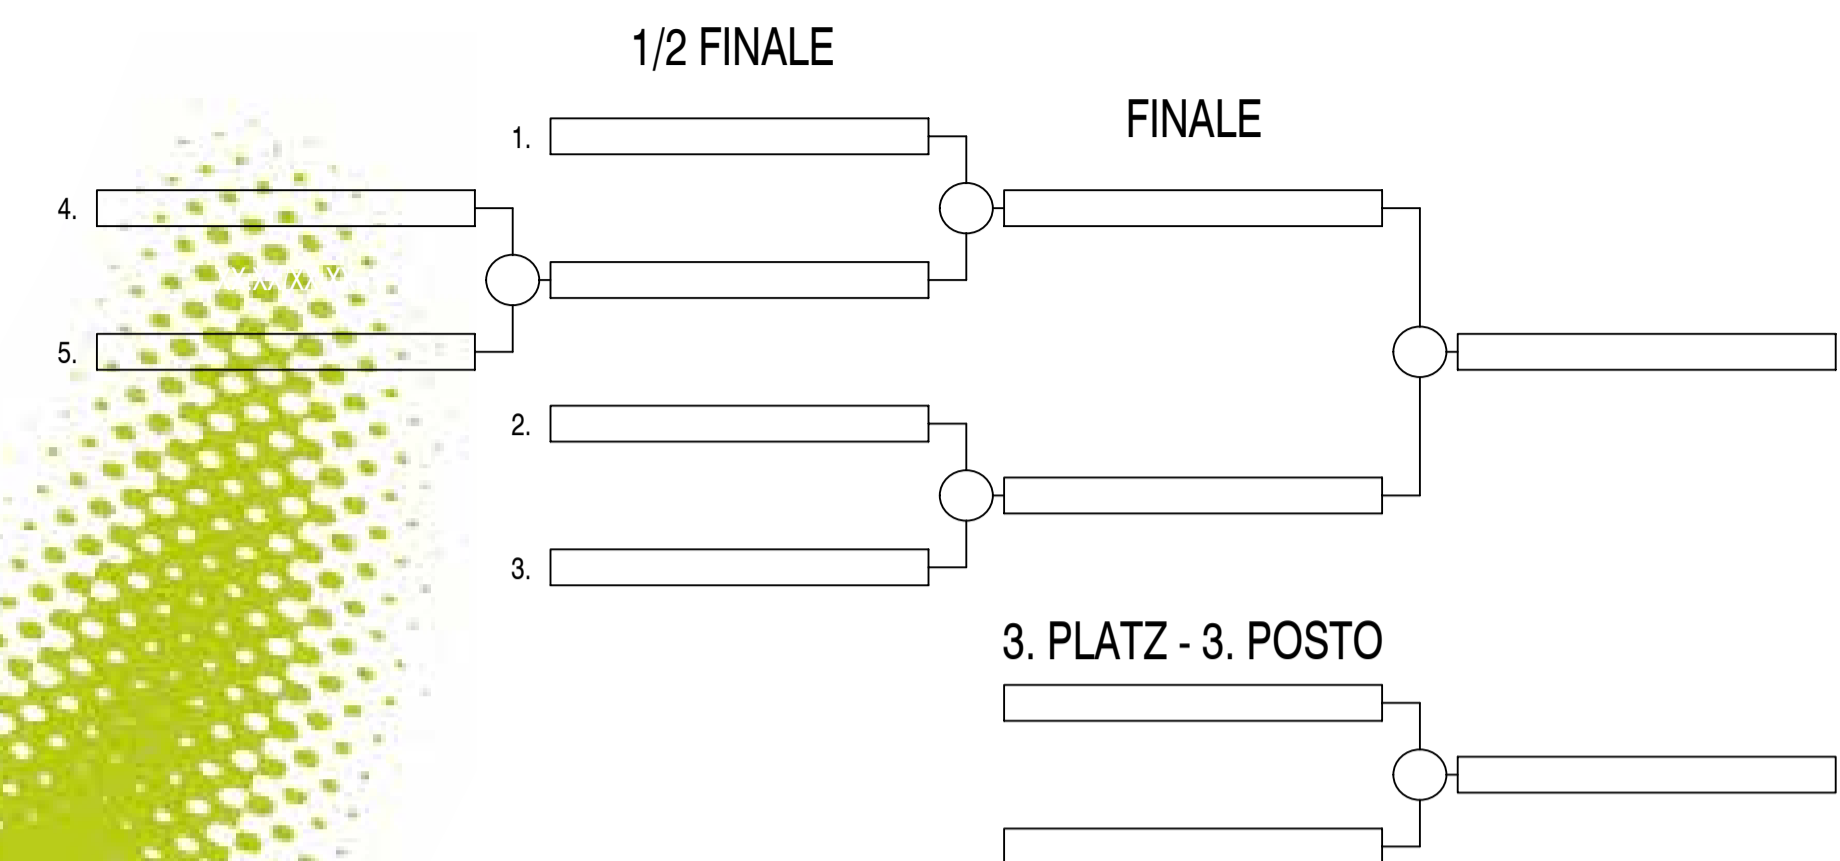 1/2 FINALE
FINALE
1.
4.
5.
2.
3.
3. PLATZ - 3. POSTO